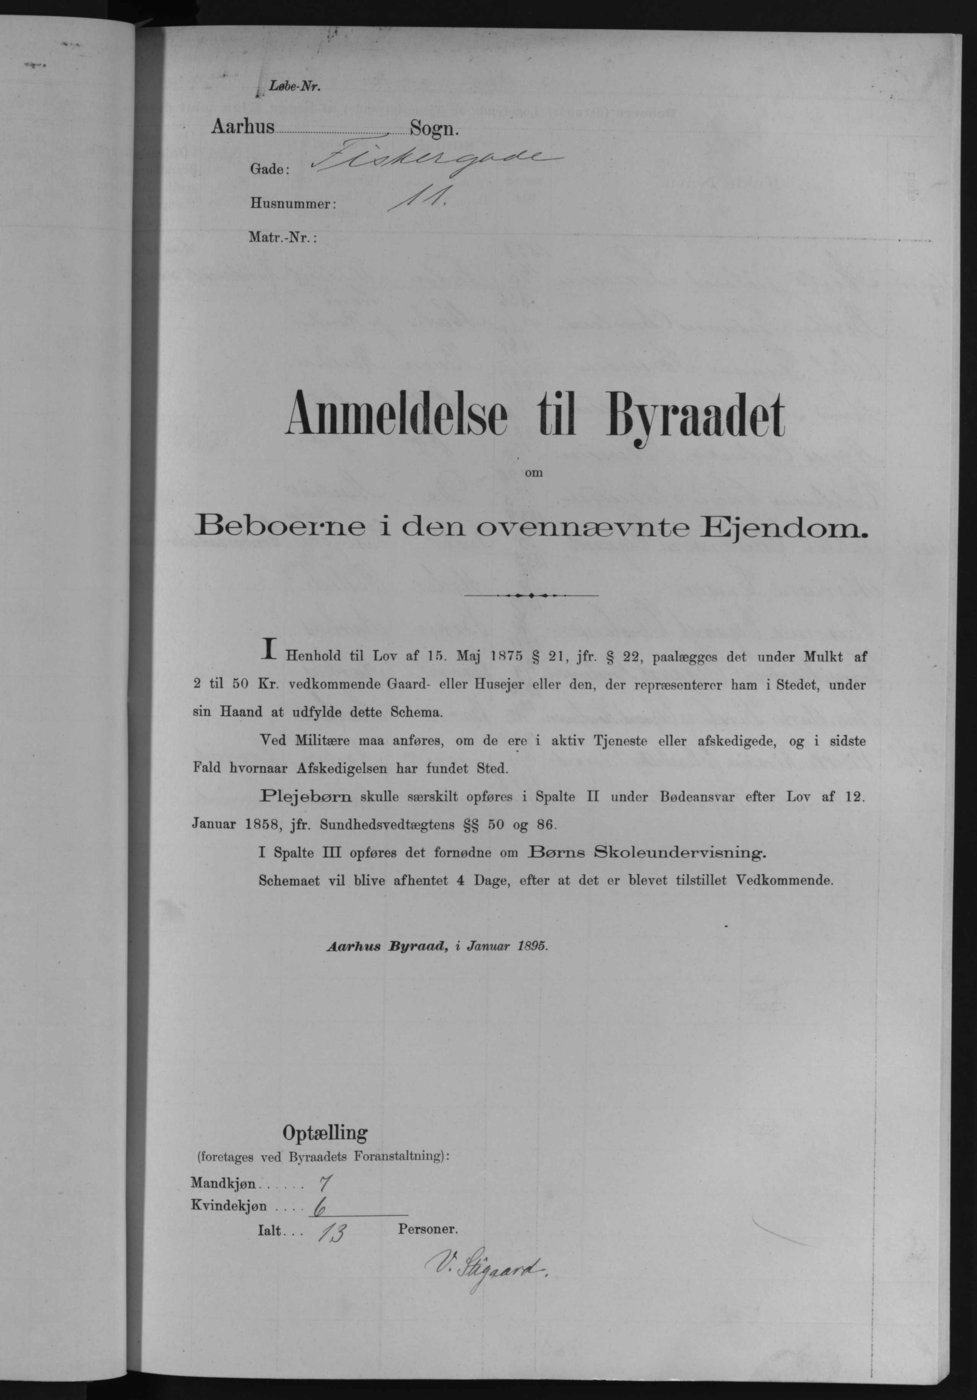 Løbe-Nr.
Aarhus Sogn.
Gade: Fiskergade
Husnummer: 11.
Matr.-Nr.:
Anmeldelse til Byraadet
om
Beboerne i den ovennævnte Ejendom.
I Henhold til Lov af 15. Maj 1875 § 21, jfr. § 22, paalægges det under Mulkt af
2 til 50 Kr. vedkommende Gaard- eller Husejer eller den, der repræsenterer ham i Stedet, under
sin Haand at udfylde dette Schema.
Ved Militære maa anføres, om de ere i aktiv Tjeneste eller afskedigede, og i sidste
Fald hvornaar Afskedigelsen har fundet Sted.
Plejebørn skulle særskilt opføres i Spalte II under Bødeansvar efter Lov af 12.
Januar 1858, jfr. Sundhedsvedtægtens §§ 50 og 86.
I Spalte III opføres det fornødne om Børns Skoleundervisning.
Schemaet vil blive afhentet 4 Dage, efter at det er blevet tilstillet Vedkommende.
Aarhus Byraad, i Januar 1895.
Optælling
(foretages ved Byraadets Foranstaltning):
Mandkjøn...... 7
Kvindekjøn .... 6
Ialt... 13 Personer.
V. Stigaard.